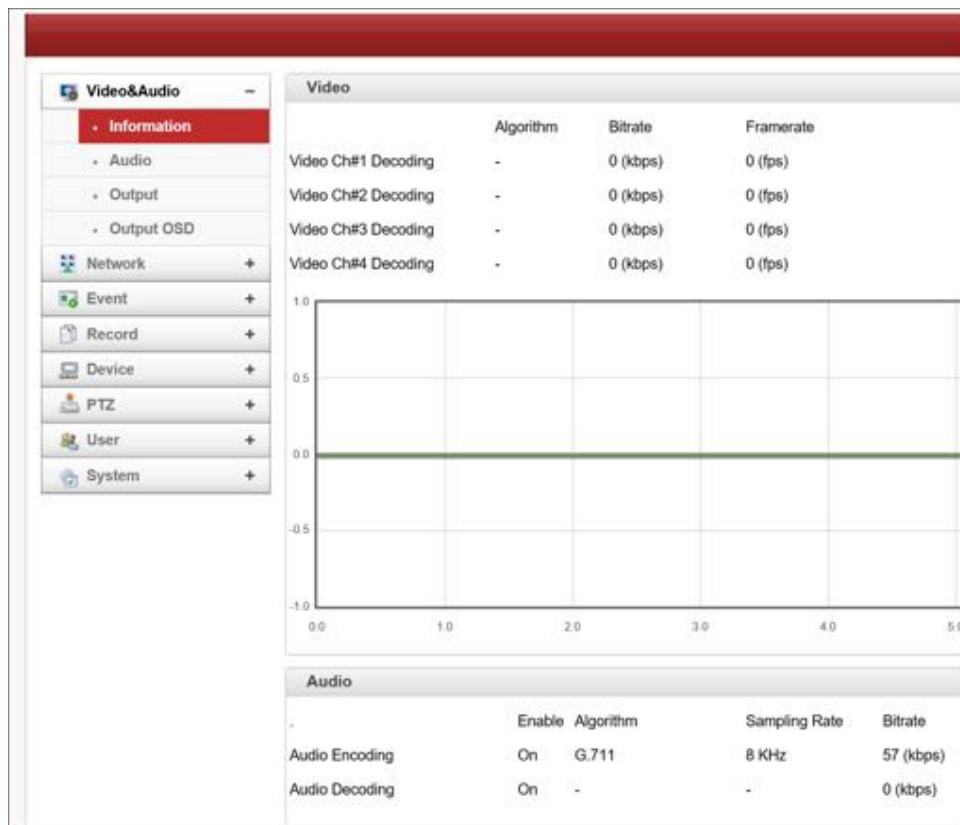 Video&Audio −
Information
Audio
Output
Output OSD
Network +
Event +
Record +
Device +
PTZ +
User +
System +
Video
Algorithm Bitrate Framerate
Video Ch#1 Decoding - 0 (kbps) 0 (fps)
Video Ch#2 Decoding - 0 (kbps) 0 (fps)
Video Ch#3 Decoding - 0 (kbps) 0 (fps)
Video Ch#4 Decoding - 0 (kbps) 0 (fps)
1.0
0.5
0.0
-0.5
-1.0
0.0 1.0 2.0 3.0 4.0 5.0
Audio
. Enable Algorithm Sampling Rate Bitrate
Audio Encoding On G.711 8 KHz 57 (kbps)
Audio Decoding On - - 0 (kbps)